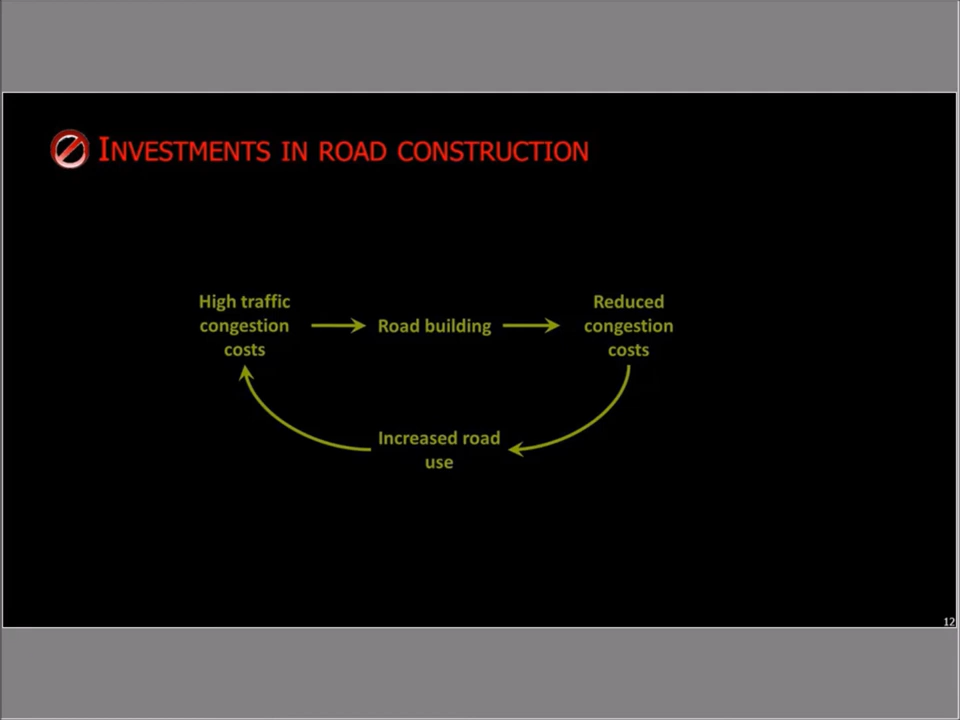 INVESTMENTS IN ROAD CONSTRUCTION
High traffic
congestion
costs
Road building
Reduced
congestion
costs
Increased road
use
12